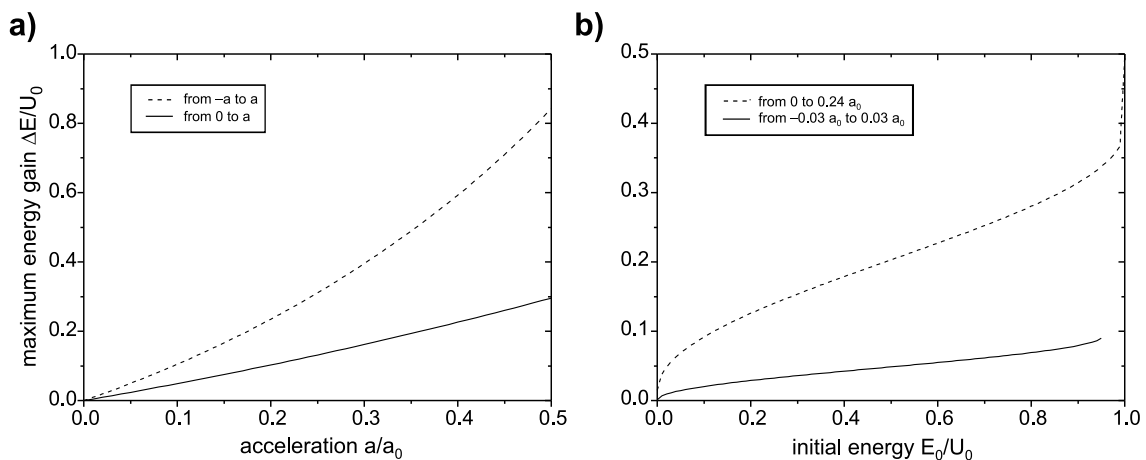 a)
maximum energy gain ΔE/U₀
1.0
0.8
0.6
0.4
0.2
0.0
from –a to a
from 0 to a
0.0 0.1 0.2 0.3 0.4 0.5
acceleration a/a₀
b)
0.5
0.4
0.3
0.2
0.1
0.0
from 0 to 0.24 a₀
from –0.03 a₀ to 0.03 a₀
0.0 0.2 0.4 0.6 0.8 1.0
initial energy E₀/U₀